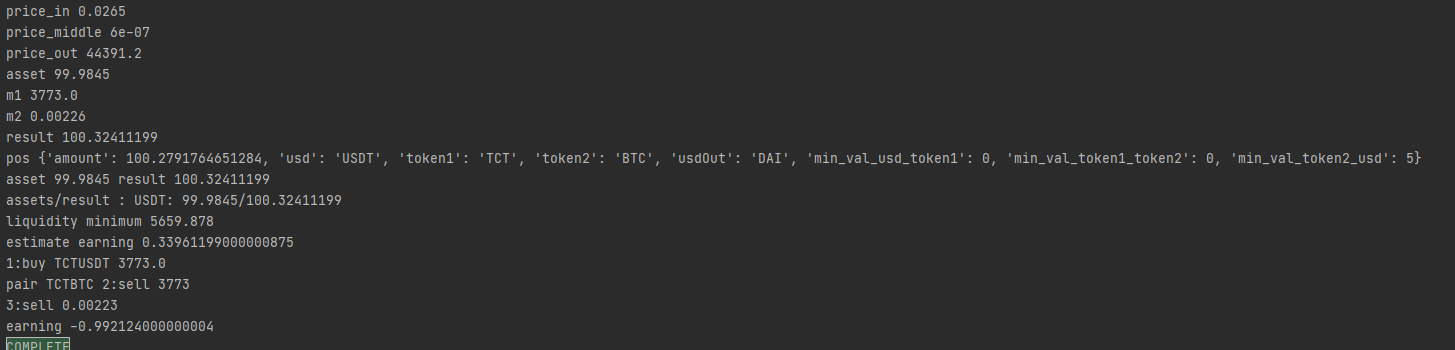 price_in 0.0265
price_middle 6e-07
price_out 44391.2
asset 99.9845
m1 3773.0
m2 0.00226
result 100.32411199
pos {'amount': 100.2791764651284, 'usd': 'USDT', 'token1': 'TCT', 'token2': 'BTC', 'usdOut': 'DAI', 'min_val_usd_token1': 0, 'min_val_token1_token2': 0, 'min_val_token2_usd': 5}
asset 99.9845 result 100.32411199
assets/result : USDT: 99.9845/100.32411199
liquidity minimum 5659.878
estimate earning 0.33961199000000875
1:buy TCTUSDT 3773.0
pair TCTBTC 2:sell 3773
3:sell 0.00223
earning -0.992124000000004
COMPLETE